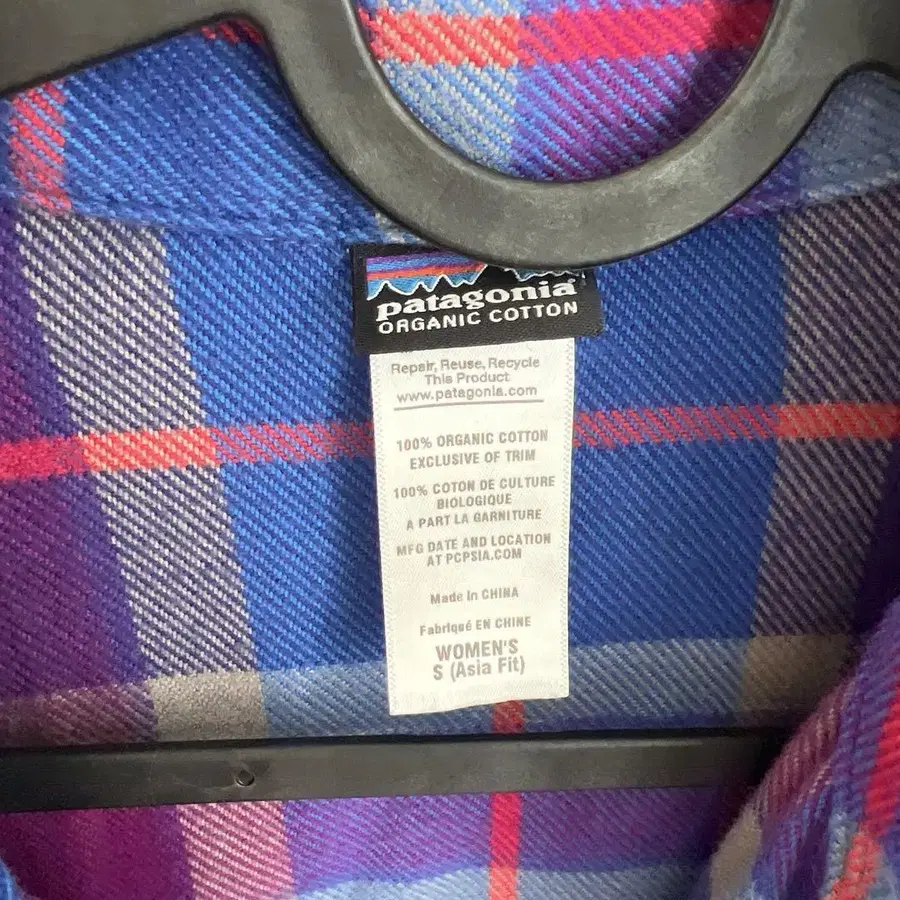 patagonia®
ORGANIC COTTON
Repair, Reuse, Recycle
This Product
www.patagonia.com
100% ORGANIC COTTON
EXCLUSIVE OF TRIM
100% COTON DE CULTURE
BIOLOGIQUE
A PART LA GARNITURE
MFG DATE AND LOCATION
AT PCPSIA.COM
Made in CHINA
Fabriqué EN CHINE
WOMEN'S
S (Asia Fit)